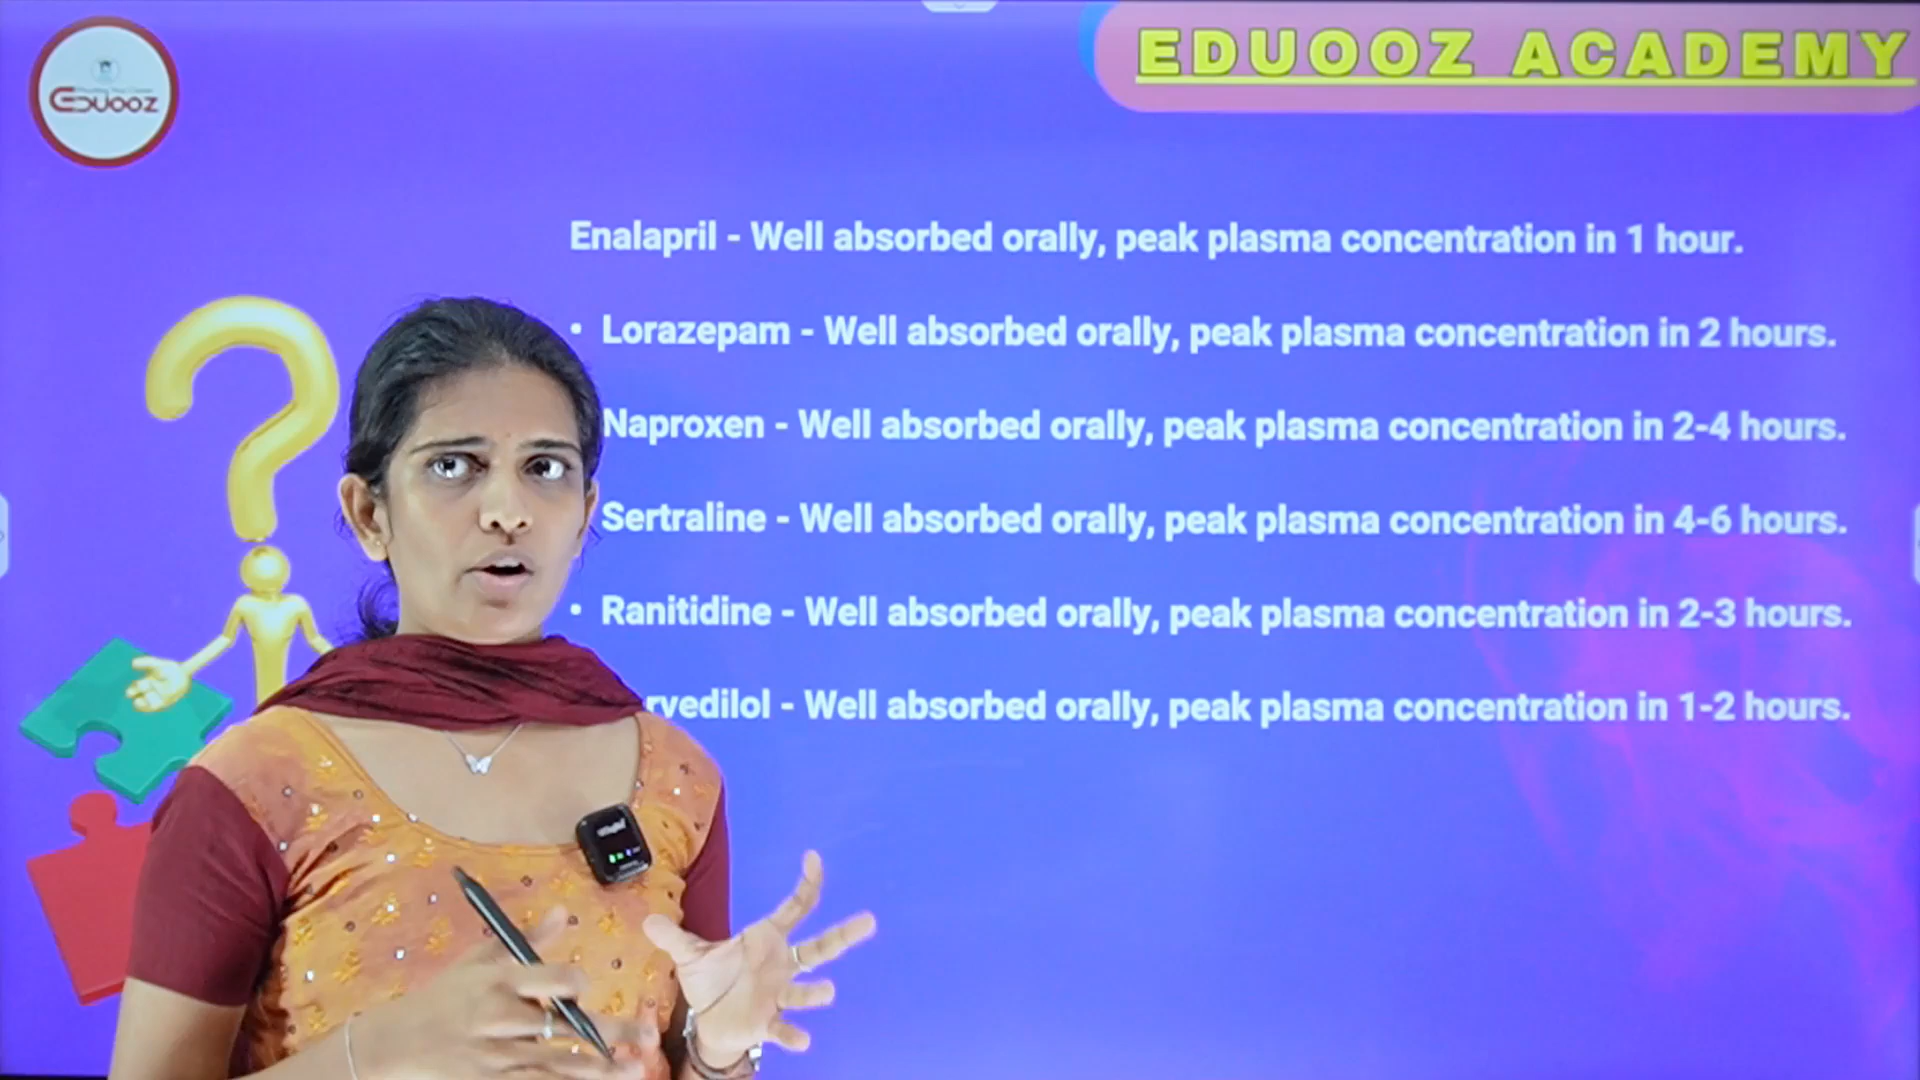 EDUOOZ ACADEMY
EDUOOZ
Enalapril - Well absorbed orally, peak plasma concentration in 1 hour.
• Lorazepam - Well absorbed orally, peak plasma concentration in 2 hours.
Naproxen - Well absorbed orally, peak plasma concentration in 2-4 hours.
Sertraline - Well absorbed orally, peak plasma concentration in 4-6 hours.
• Ranitidine - Well absorbed orally, peak plasma concentration in 2-3 hours.
rvedilol - Well absorbed orally, peak plasma concentration in 1-2 hours.